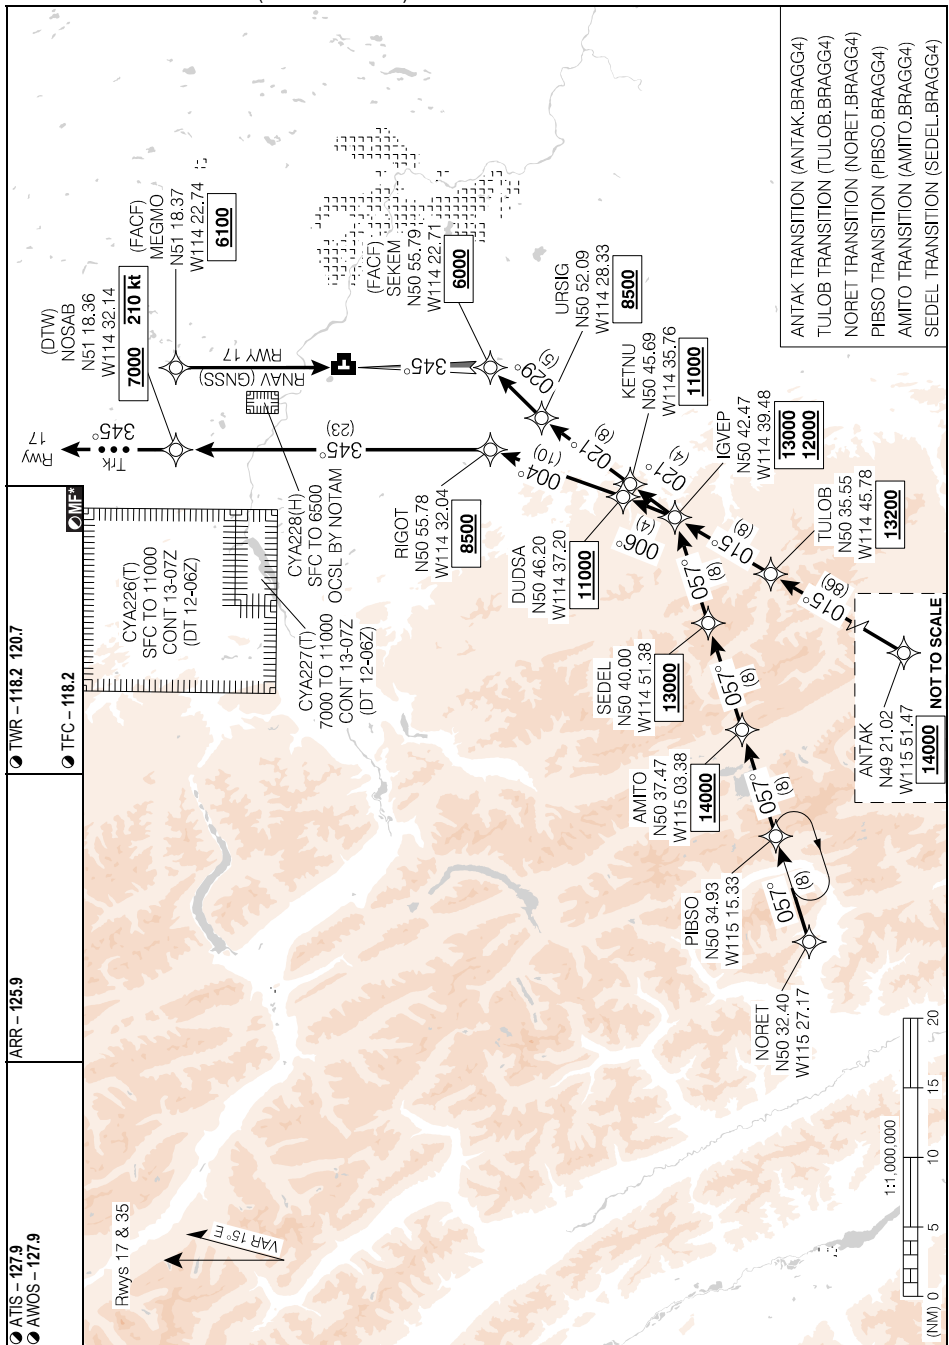 ATIS – 127.9
AWOS – 127.9
ARR – 125.9
TWR – 118.2 120.7
TFC – 118.2
MF*
Rwys 17 & 35
VAR 15° E
CYA226(T)
SFC TO 11000
CONT 13-07Z
(DT 12-06Z)
CYA227(T)
7000 TO 11000
CONT 13-07Z
(DT 12-06Z)
CYA228(H)
SFC TO 6500
OCSL BY NOTAM
Rwy
17
Trk
345°
(DTW)
NOSAB
N51 18.36
W114 32.14
7000 210 kt
(FACF)
MEGMO
N51 18.37
W114 22.74
6100
RWY 17
RNAV (GNSS)
345°
(23)
345°
(FACF)
SEKEM
N50 55.79
W114 22.71
6000
RIGOT
N50 55.78
W114 32.04
8500
029°
(5)
URSIG
N50 52.09
W114 28.33
8500
004°
(10)
021°
(8)
KETNU
N50 45.69
W114 35.76
11000
DUDSA
N50 46.20
W114 37.20
11000
006°
(4)
021°
(4)
IGVEP
N50 42.47
W114 39.48
13000
12000
015°
(8)
TULOB
N50 35.55
W114 45.78
13200
015°
(86)
ANTAK
N49 21.02
W115 51.47
14000
NOT TO SCALE
057°
(8)
SEDEL
N50 40.00
W114 51.38
13000
057°
(8)
AMITO
N50 37.47
W115 03.38
14000
057°
(8)
PIBSO
N50 34.93
W115 15.33
057°
(8)
NORET
N50 32.40
W115 27.17
1:1,000,000
(NM) 0 5 10 15 20
ANTAK TRANSITION (ANTAK.BRAGG4)
TULOB TRANSITION (TULOB.BRAGG4)
NORET TRANSITION (NORET.BRAGG4)
PIBSO TRANSITION (PIBSO.BRAGG4)
AMITO TRANSITION (AMITO.BRAGG4)
SEDEL TRANSITION (SEDEL.BRAGG4)